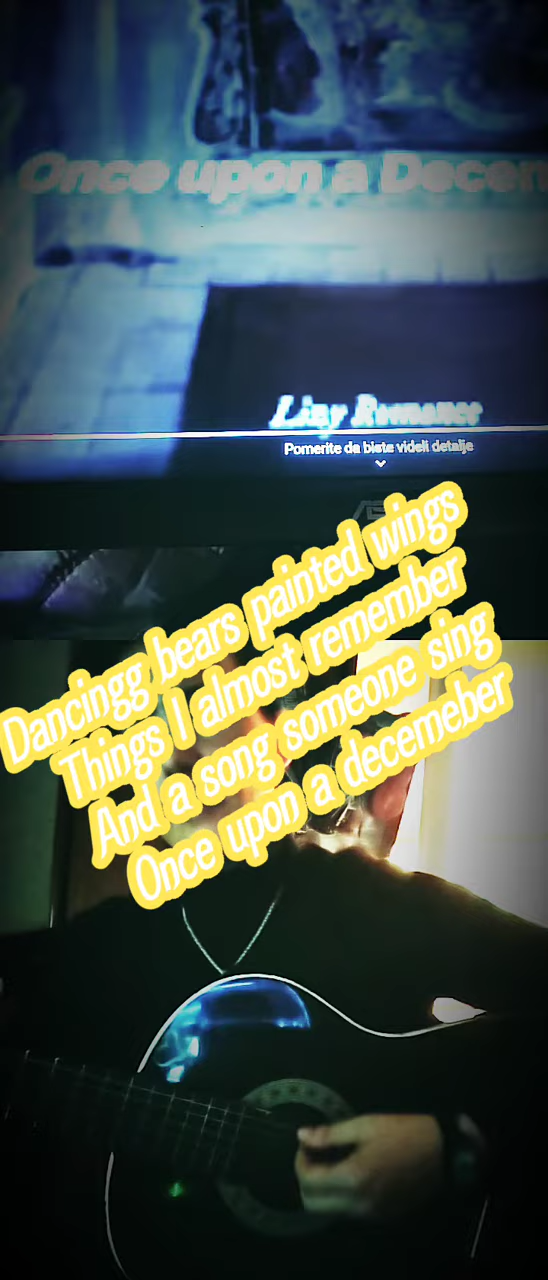 Once upon a Decem
Liny Romance
Pomerite da biste videli detalje
Dancingg bears painted wings
Things I almost remember
And a song someone sing
Once upon a decemeber